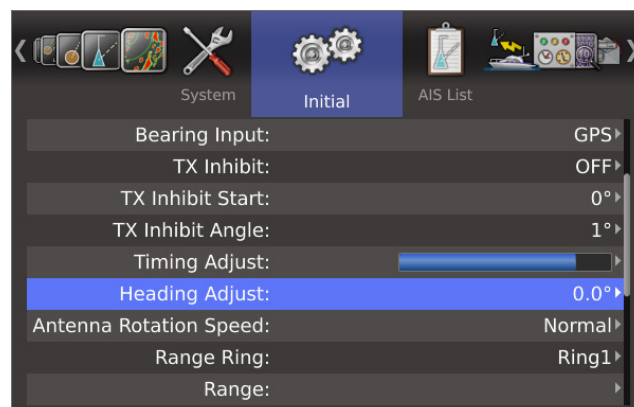 System
Initial
AIS List
Bearing Input: GPS
TX Inhibit: OFF
TX Inhibit Start: 0°
TX Inhibit Angle: 1°
Timing Adjust:
Heading Adjust: 0.0°
Antenna Rotation Speed: Normal
Range Ring: Ring1
Range: